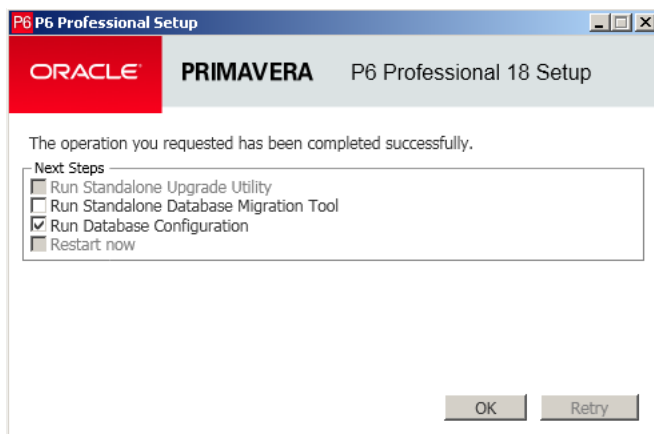 P6 P6 Professional Setup
ORACLE® PRIMAVERA P6 Professional 18 Setup
The operation you requested has been completed successfully.
Next Steps
Run Standalone Upgrade Utility
Run Standalone Database Migration Tool
Run Database Configuration
Restart now
OK Retry